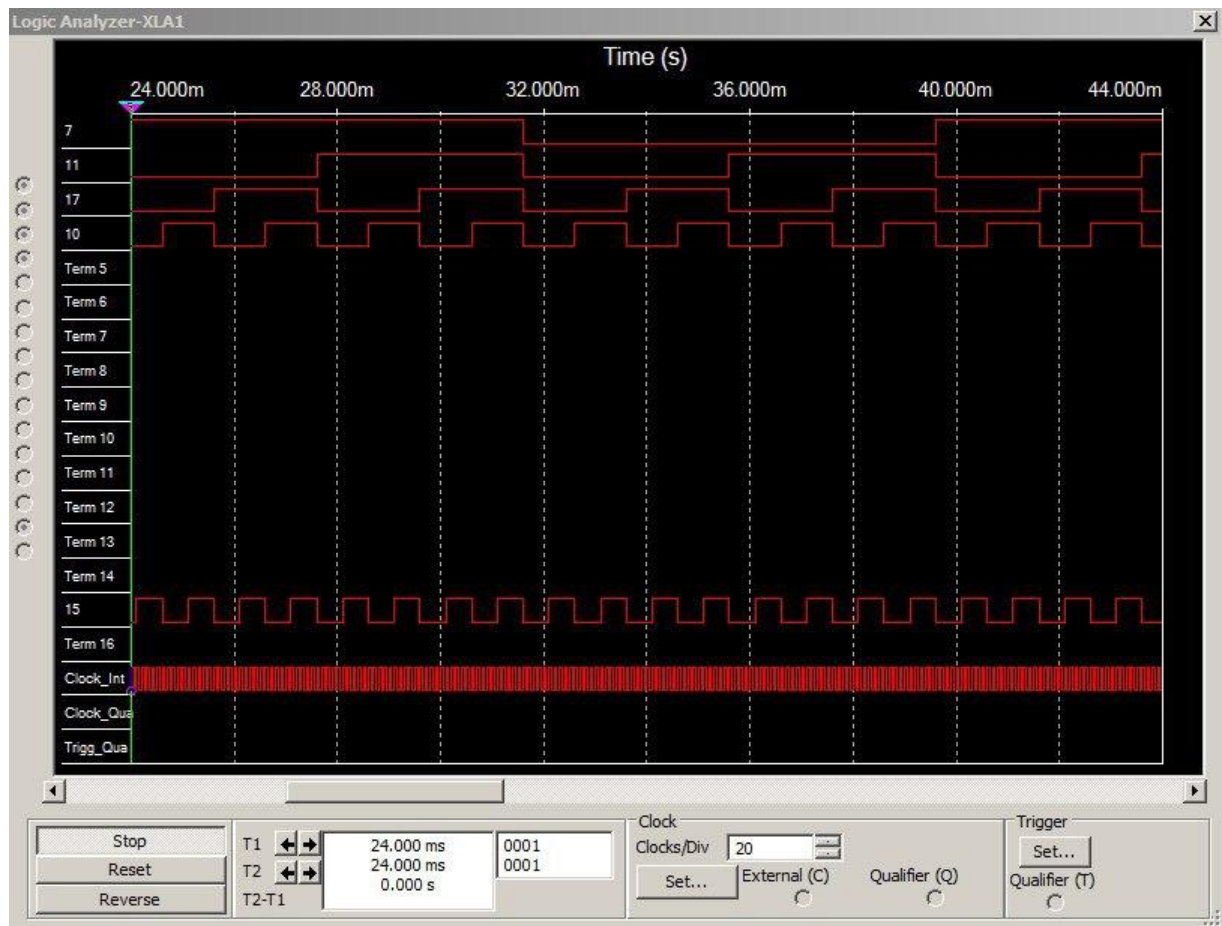 Logic Analyzer-XLA1
Time (s)
24.000m 28.000m 32.000m 36.000m 40.000m 44.000m
7
11
17
10
Term 5
Term 6
Term 7
Term 8
Term 9
Term 10
Term 11
Term 12
Term 13
Term 14
15
Term 16
Clock_Int
Clock_Qua
Trigg_Qua
Stop
Reset
Reverse
T1 24.000 ms 0001
T2 24.000 ms 0001
T2-T1 0.000 s
Clock
Clocks/Div 20
Set... External (C) Qualifier (Q)
Trigger
Set...
Qualifier (T)